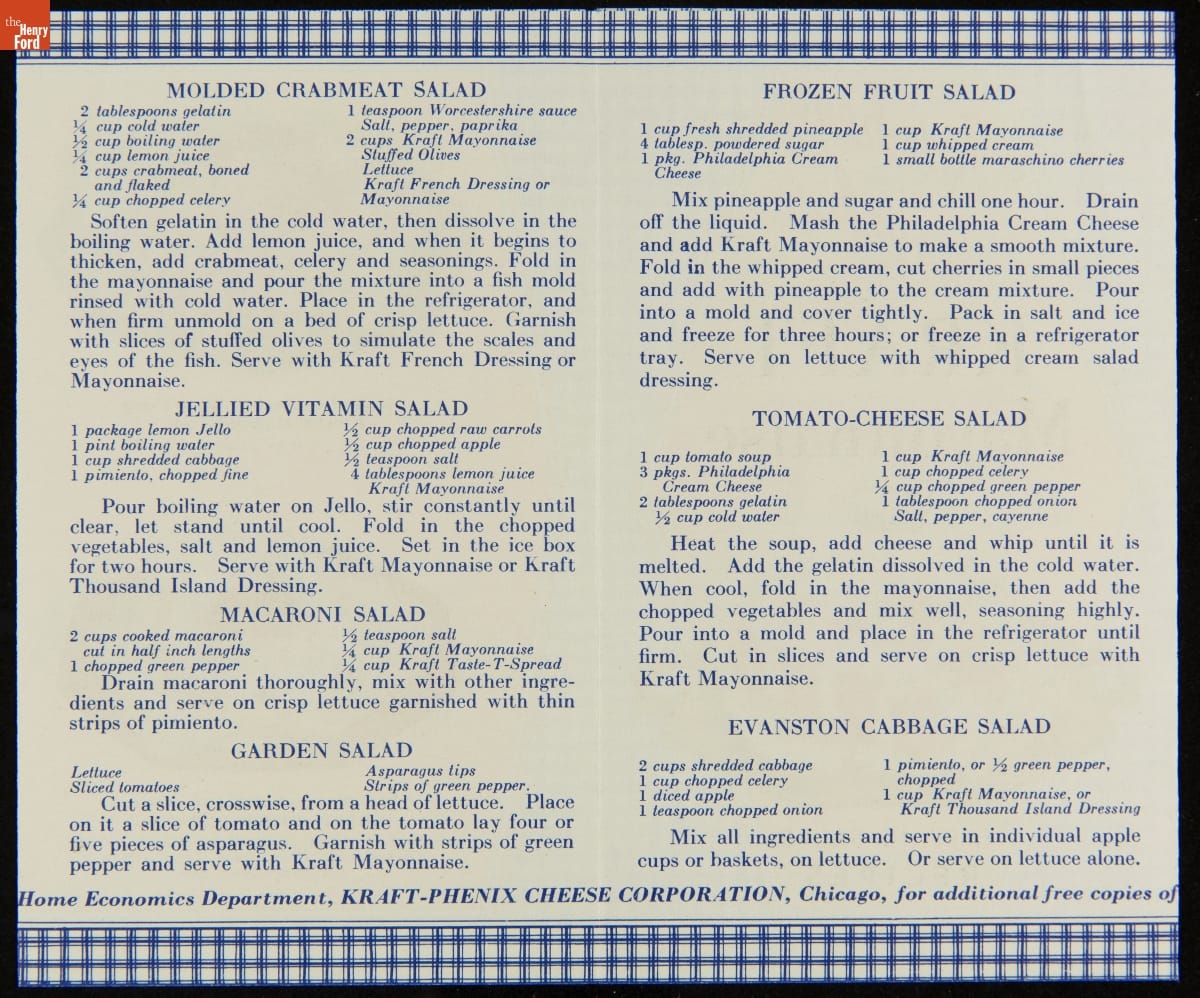 the
Henry
Ford
MOLDED CRABMEAT SALAD
2 tablespoons gelatin
¼ cup cold water
½ cup boiling water
¼ cup lemon juice
2 cups crabmeat, boned
and flaked
¼ cup chopped celery
1 teaspoon Worcestershire sauce
Salt, pepper, paprika
2 cups Kraft Mayonnaise
Stuffed Olives
Lettuce
Kraft French Dressing or
Mayonnaise
Soften gelatin in the cold water, then dissolve in the
boiling water. Add lemon juice, and when it begins to
thicken, add crabmeat, celery and seasonings. Fold in
the mayonnaise and pour the mixture into a fish mold
rinsed with cold water. Place in the refrigerator, and
when firm unmold on a bed of crisp lettuce. Garnish
with slices of stuffed olives to simulate the scales and
eyes of the fish. Serve with Kraft French Dressing or
Mayonnaise.
JELLIED VITAMIN SALAD
1 package lemon Jello
1 pint boiling water
1 cup shredded cabbage
1 pimiento, chopped fine
½ cup chopped raw carrots
½ cup chopped apple
½ teaspoon salt
4 tablespoons lemon juice
Kraft Mayonnaise
Pour boiling water on Jello, stir constantly until
clear, let stand until cool. Fold in the chopped
vegetables, salt and lemon juice. Set in the ice box
for two hours. Serve with Kraft Mayonnaise or Kraft
Thousand Island Dressing.
MACARONI SALAD
2 cups cooked macaroni
cut in half inch lengths
1 chopped green pepper
½ teaspoon salt
¼ cup Kraft Mayonnaise
¼ cup Kraft Taste-T-Spread
Drain macaroni thoroughly, mix with other ingre-
dients and serve on crisp lettuce garnished with thin
strips of pimiento.
GARDEN SALAD
Lettuce
Sliced tomatoes
Asparagus tips
Strips of green pepper.
Cut a slice, crosswise, from a head of lettuce. Place
on it a slice of tomato and on the tomato lay four or
five pieces of asparagus. Garnish with strips of green
pepper and serve with Kraft Mayonnaise.
FROZEN FRUIT SALAD
1 cup fresh shredded pineapple
4 tablesp. powdered sugar
1 pkg. Philadelphia Cream
Cheese
1 cup Kraft Mayonnaise
1 cup whipped cream
1 small bottle maraschino cherries
Mix pineapple and sugar and chill one hour. Drain
off the liquid. Mash the Philadelphia Cream Cheese
and add Kraft Mayonnaise to make a smooth mixture.
Fold in the whipped cream, cut cherries in small pieces
and add with pineapple to the cream mixture. Pour
into a mold and cover tightly. Pack in salt and ice
and freeze for three hours; or freeze in a refrigerator
tray. Serve on lettuce with whipped cream salad
dressing.
TOMATO-CHEESE SALAD
1 cup tomato soup
3 pkgs. Philadelphia
Cream Cheese
2 tablespoons gelatin
½ cup cold water
1 cup Kraft Mayonnaise
1 cup chopped celery
¼ cup chopped green pepper
1 tablespoon chopped onion
Salt, pepper, cayenne
Heat the soup, add cheese and whip until it is
melted. Add the gelatin dissolved in the cold water.
When cool, fold in the mayonnaise, then add the
chopped vegetables and mix well, seasoning highly.
Pour into a mold and place in the refrigerator until
firm. Cut in slices and serve on crisp lettuce with
Kraft Mayonnaise.
EVANSTON CABBAGE SALAD
2 cups shredded cabbage
1 cup chopped celery
1 diced apple
1 teaspoon chopped onion
1 pimiento, or ½ green pepper,
chopped
1 cup Kraft Mayonnaise, or
Kraft Thousand Island Dressing
Mix all ingredients and serve in individual apple
cups or baskets, on lettuce. Or serve on lettuce alone.
Home Economics Department, KRAFT-PHENIX CHEESE CORPORATION, Chicago, for additional free copies of